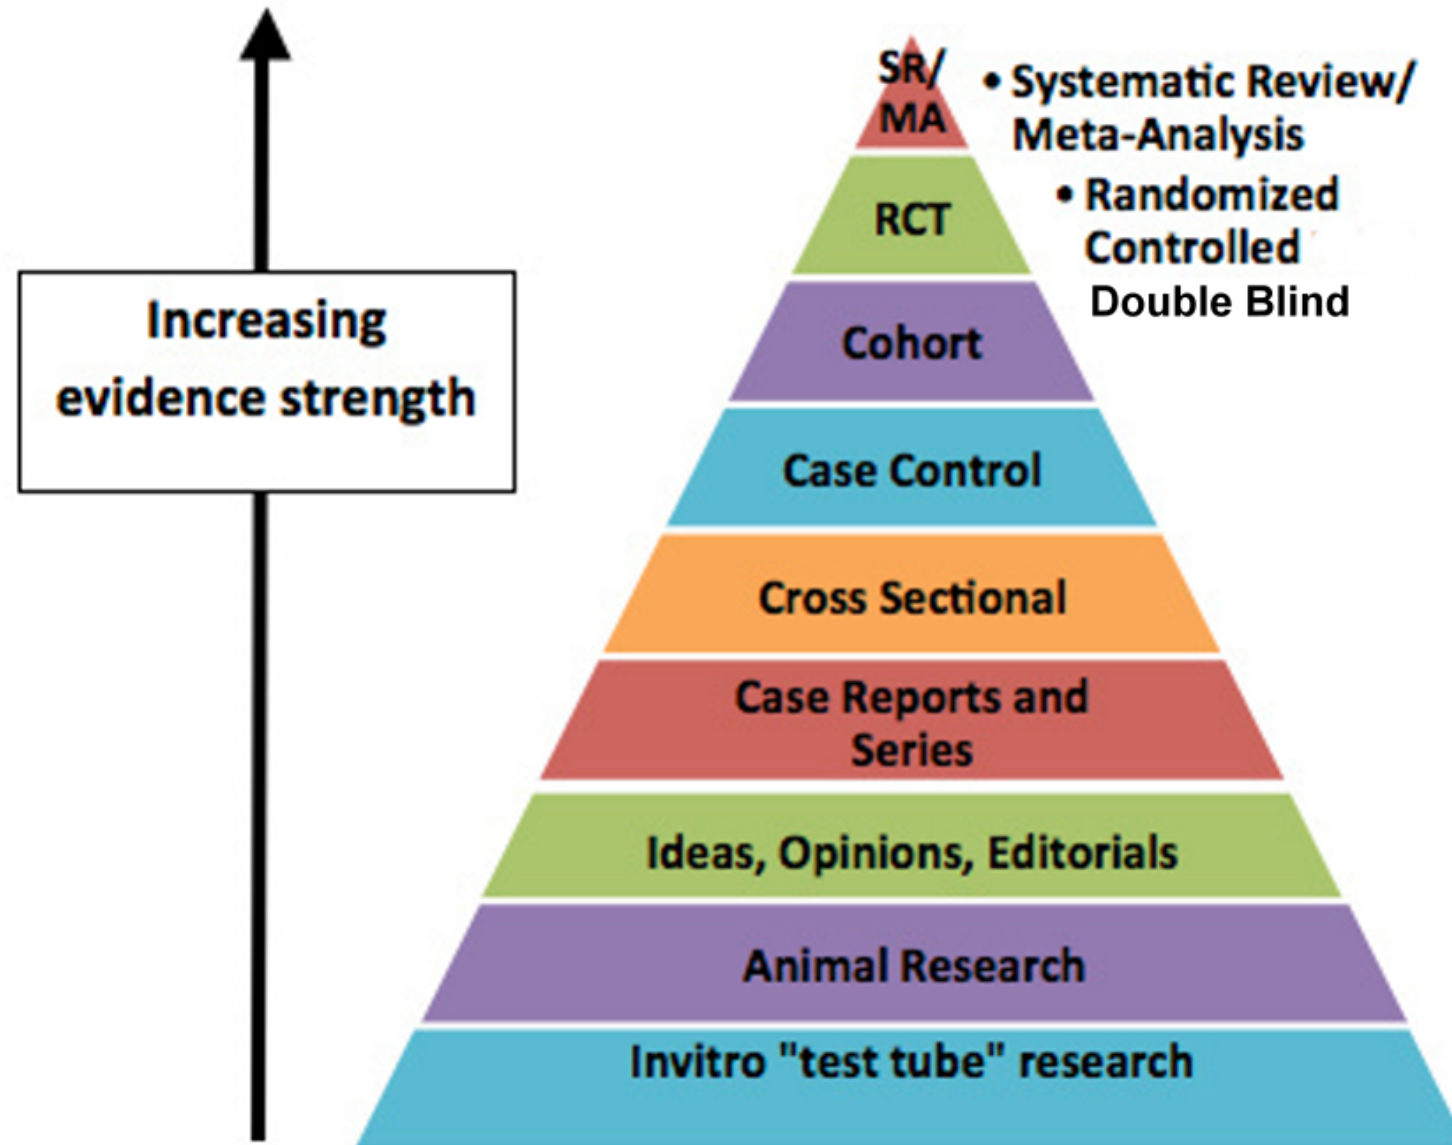 SR/
MA
• Systematic Review/
Meta-Analysis
RCT
• Randomized
Controlled
Double Blind
Increasing
evidence strength
Cohort
Case Control
Cross Sectional
Case Reports and
Series
Ideas, Opinions, Editorials
Animal Research
Invitro "test tube" research